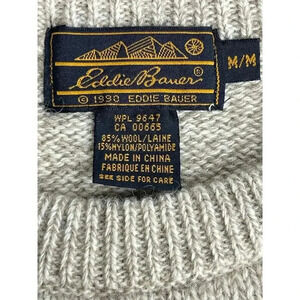 Eddie Bauer®
© 1990 EDDIE BAUER
M/M
WPL 9647
CA 00665
85% WOOL/LAINE
15% NYLON/POLYAMIDE
MADE IN CHINA
FABRIQUE EN CHINE
SEE SIDE FOR CARE